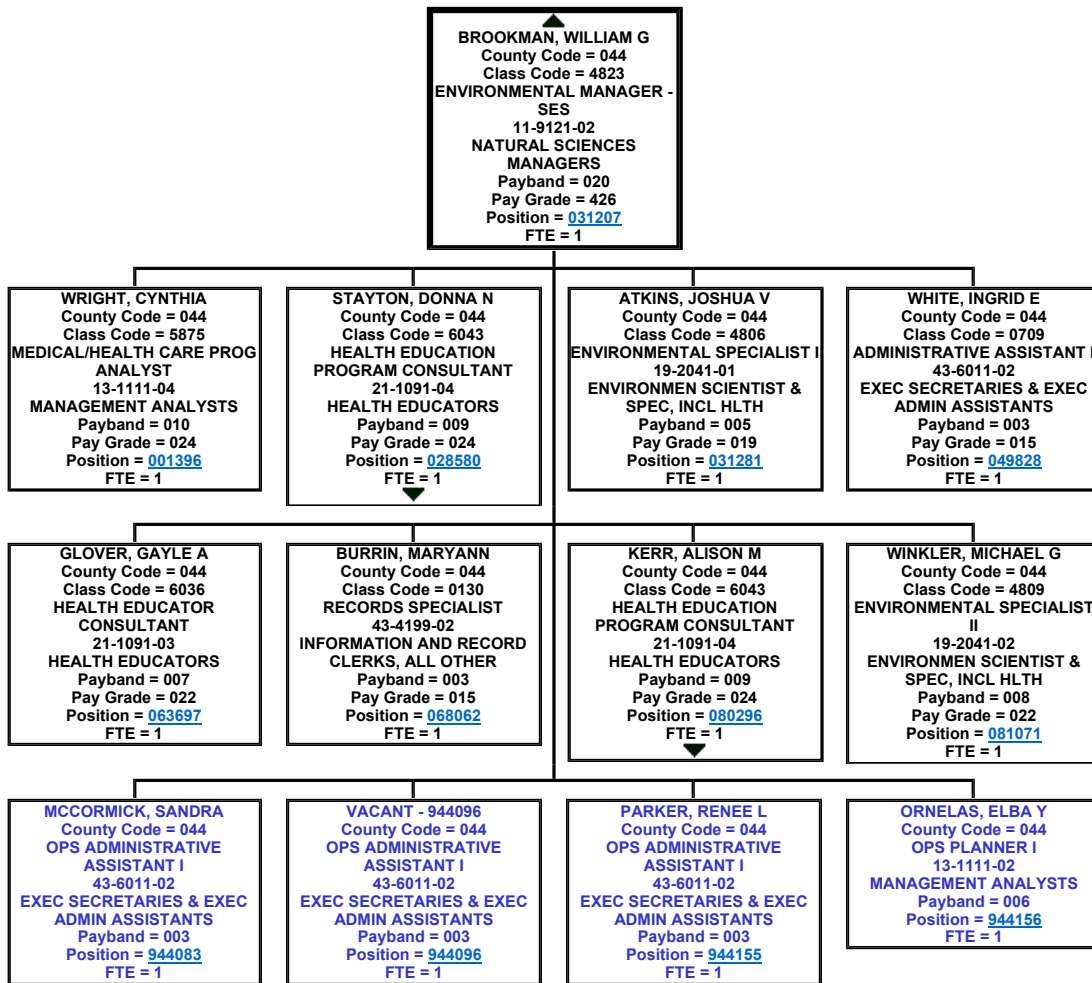 BROOKMAN, WILLIAM G
County Code = 044
Class Code = 4823
ENVIRONMENTAL MANAGER -
SES
11-9121-02
NATURAL SCIENCES
MANAGERS
Payband = 020
Pay Grade = 426
Position = 031207
FTE = 1
WRIGHT, CYNTHIA
County Code = 044
Class Code = 5875
MEDICAL/HEALTH CARE PROG
ANALYST
13-1111-04
MANAGEMENT ANALYSTS
Payband = 010
Pay Grade = 024
Position = 001396
FTE = 1
STAYTON, DONNA N
County Code = 044
Class Code = 6043
HEALTH EDUCATION
PROGRAM CONSULTANT
21-1091-04
HEALTH EDUCATORS
Payband = 009
Pay Grade = 024
Position = 028580
FTE = 1
ATKINS, JOSHUA V
County Code = 044
Class Code = 4806
ENVIRONMENTAL SPECIALIST I
19-2041-01
ENVIRONMEN SCIENTIST &
SPEC, INCL HLTH
Payband = 005
Pay Grade = 019
Position = 031281
FTE = 1
WHITE, INGRID E
County Code = 044
Class Code = 0709
ADMINISTRATIVE ASSISTANT
43-6011-02
EXEC SECRETARIES & EXEC
ADMIN ASSISTANTS
Payband = 003
Pay Grade = 015
Position = 049828
FTE = 1
GLOVER, GAYLE A
County Code = 044
Class Code = 6036
HEALTH EDUCATOR
CONSULTANT
21-1091-03
HEALTH EDUCATORS
Payband = 007
Pay Grade = 022
Position = 063697
FTE = 1
BURRIN, MARYANN
County Code = 044
Class Code = 0130
RECORDS SPECIALIST
43-4199-02
INFORMATION AND RECORD
CLERKS, ALL OTHER
Payband = 003
Pay Grade = 015
Position = 068062
FTE = 1
KERR, ALISON M
County Code = 044
Class Code = 6043
HEALTH EDUCATION
PROGRAM CONSULTANT
21-1091-04
HEALTH EDUCATORS
Payband = 009
Pay Grade = 024
Position = 080296
FTE = 1
WINKLER, MICHAEL G
County Code = 044
Class Code = 4809
ENVIRONMENTAL SPECIALIST
II
19-2041-02
ENVIRONMEN SCIENTIST &
SPEC, INCL HLTH
Payband = 008
Pay Grade = 022
Position = 081071
FTE = 1
MCCORMICK, SANDRA
County Code = 044
OPS ADMINISTRATIVE
ASSISTANT I
43-6011-02
EXEC SECRETARIES & EXEC
ADMIN ASSISTANTS
Payband = 003
Position = 944083
FTE = 1
VACANT - 944096
County Code = 044
OPS ADMINISTRATIVE
ASSISTANT I
43-6011-02
EXEC SECRETARIES & EXEC
ADMIN ASSISTANTS
Payband = 003
Position = 944096
FTE = 1
PARKER, RENEE L
County Code = 044
OPS ADMINISTRATIVE
ASSISTANT I
43-6011-02
EXEC SECRETARIES & EXEC
ADMIN ASSISTANTS
Payband = 003
Position = 944155
FTE = 1
ORNELAS, ELBA Y
County Code = 044
OPS PLANNER I
13-1111-02
MANAGEMENT ANALYSTS
Payband = 006
Position = 944156
FTE = 1